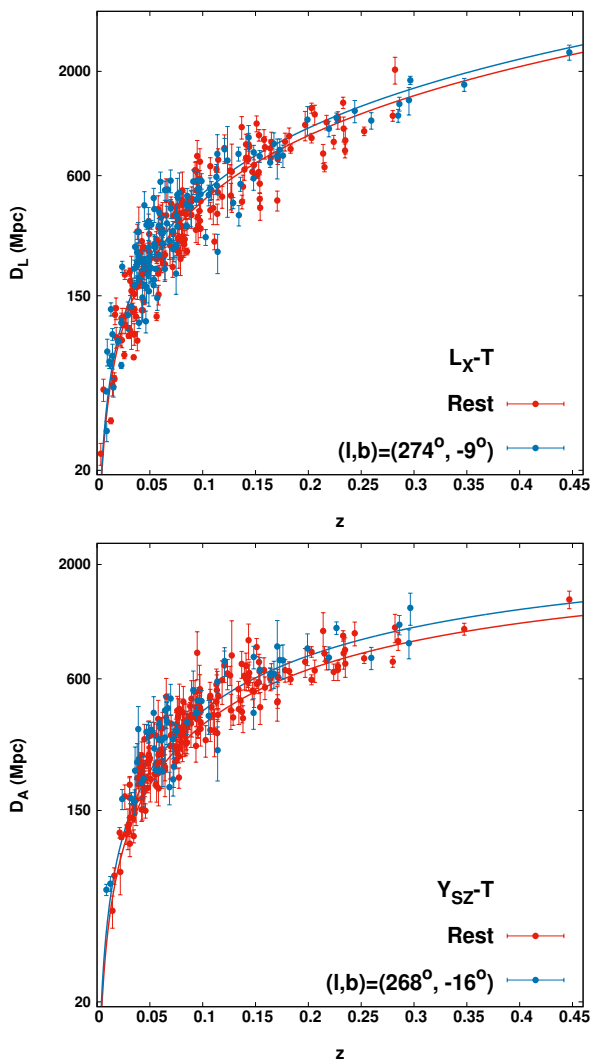 2000
600
150
20
D_L (Mpc)
L_X-T
Rest
(l,b)=(274°, -9°)
0 0.05 0.1 0.15 0.2 0.25 0.3 0.35 0.4 0.45
z
2000
600
150
20
D_A (Mpc)
Y_SZ-T
Rest
(l,b)=(268°, -16°)
0 0.05 0.1 0.15 0.2 0.25 0.3 0.35 0.4 0.45
z